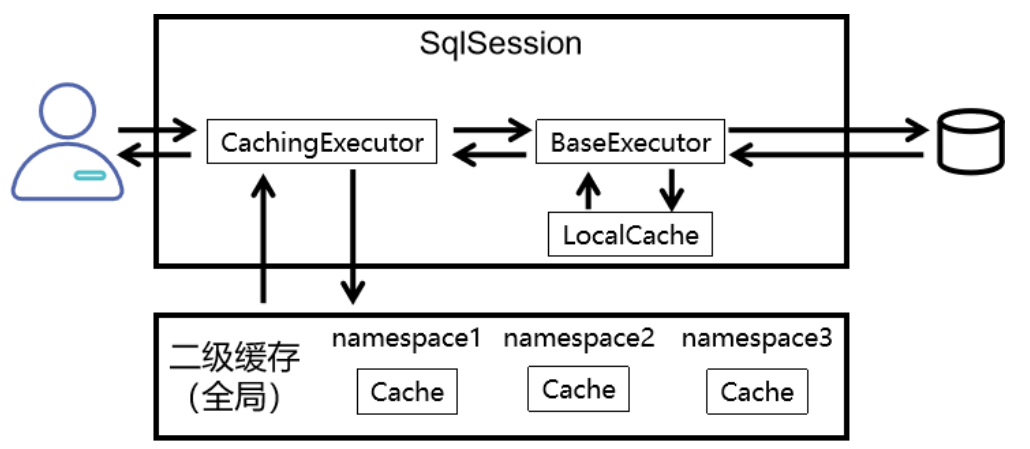 SqlSession
CachingExecutor
BaseExecutor
LocalCache
二级缓存
（全局）
namespace1
namespace2
namespace3
Cache
Cache
Cache